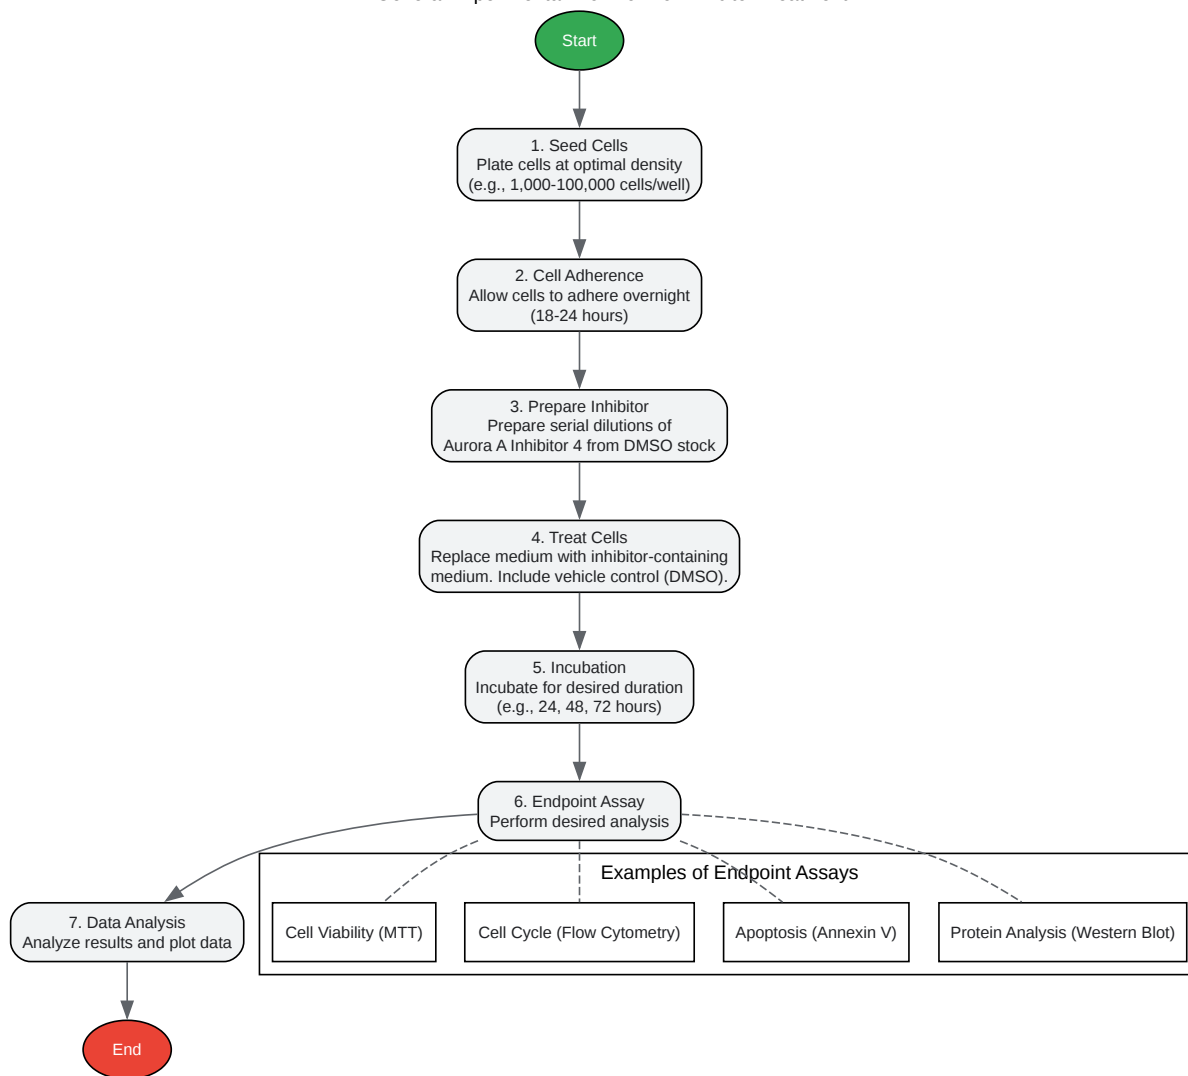 Start
1. Seed Cells
Plate cells at optimal density
(e.g., 1,000-100,000 cells/well)
2. Cell Adherence
Allow cells to adhere overnight
(18-24 hours)
3. Prepare Inhibitor
Prepare serial dilutions of
Aurora A Inhibitor 4 from DMSO stock
4. Treat Cells
Replace medium with inhibitor-containing
medium. Include vehicle control (DMSO).
5. Incubation
Incubate for desired duration
(e.g., 24, 48, 72 hours)
6. Endpoint Assay
Perform desired analysis
Examples of Endpoint Assays
7. Data Analysis
Analyze results and plot data
Cell Viability (MTT)
Cell Cycle (Flow Cytometry)
Apoptosis (Annexin V)
Protein Analysis (Western Blot)
End